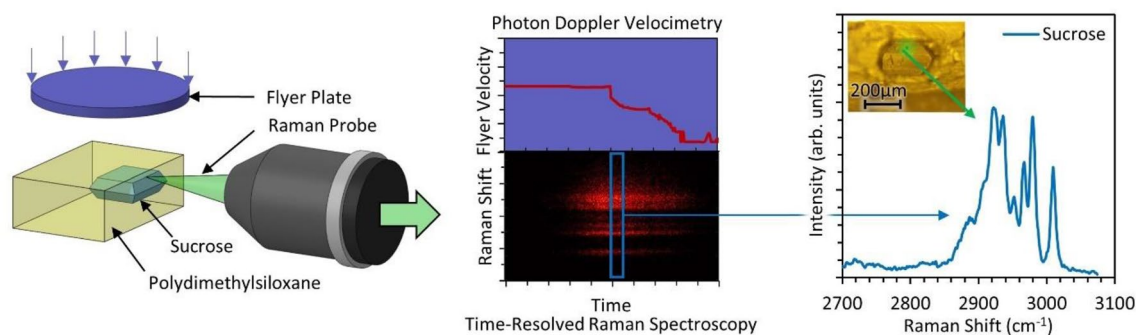 Flyer Plate
Raman Probe
Sucrose
Polydimethylsiloxane
Photon Doppler Velocimetry
Flyer Velocity
Raman Shift
Time
Time-Resolved Raman Spectroscopy
Sucrose
200μm
Intensity (arb. units)
2700 2800 2900 3000 3100
Raman Shift (cm⁻¹)